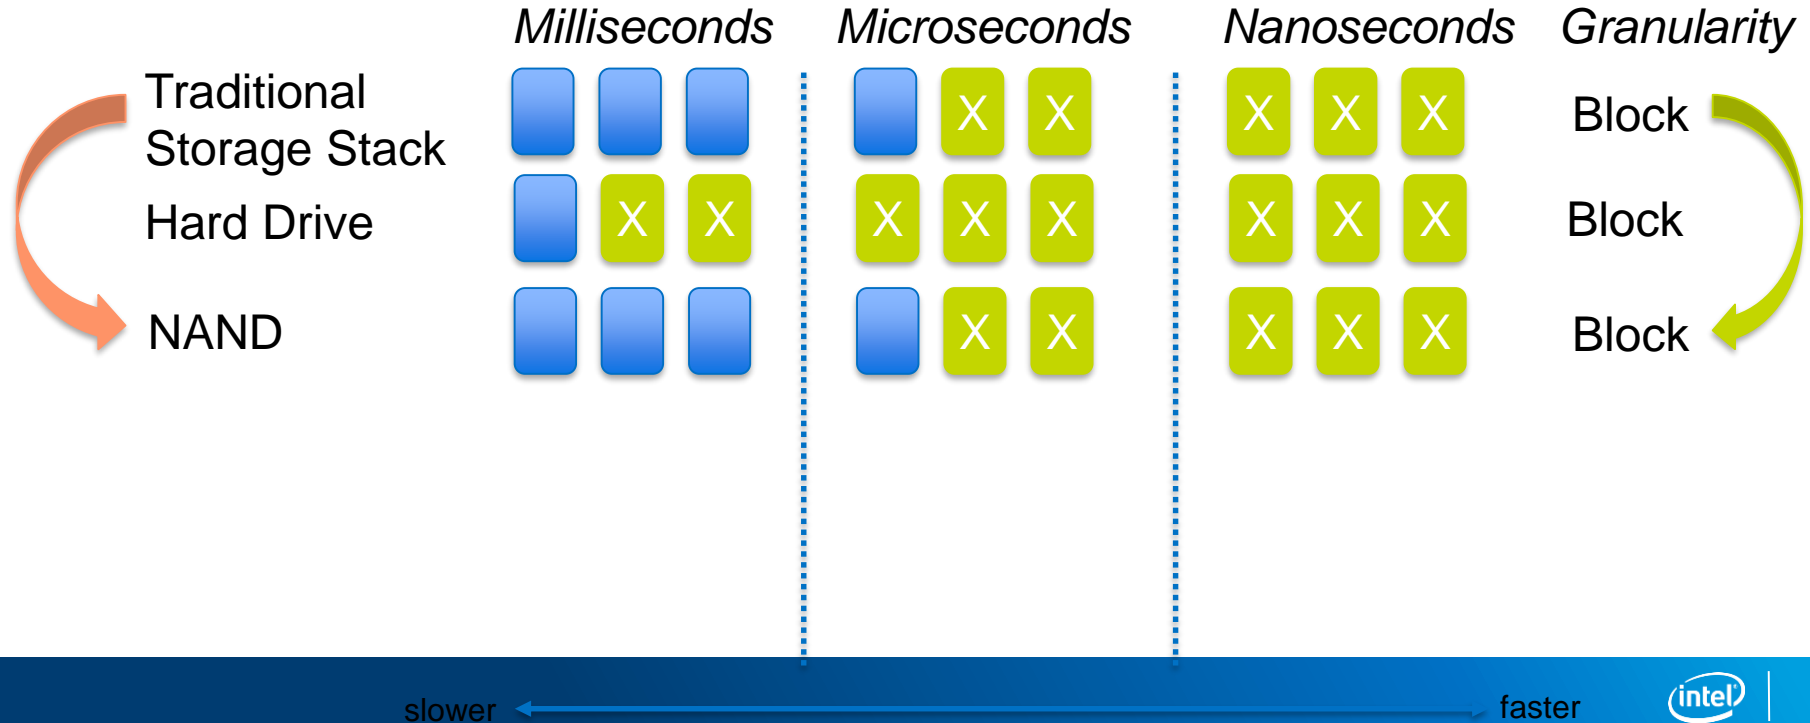 Milliseconds Microseconds Nanoseconds Granularity
Traditional
Storage Stack
X X X X X Block
Hard Drive X X X X X X X X Block
NAND X X X X X Block
slower faster
intel